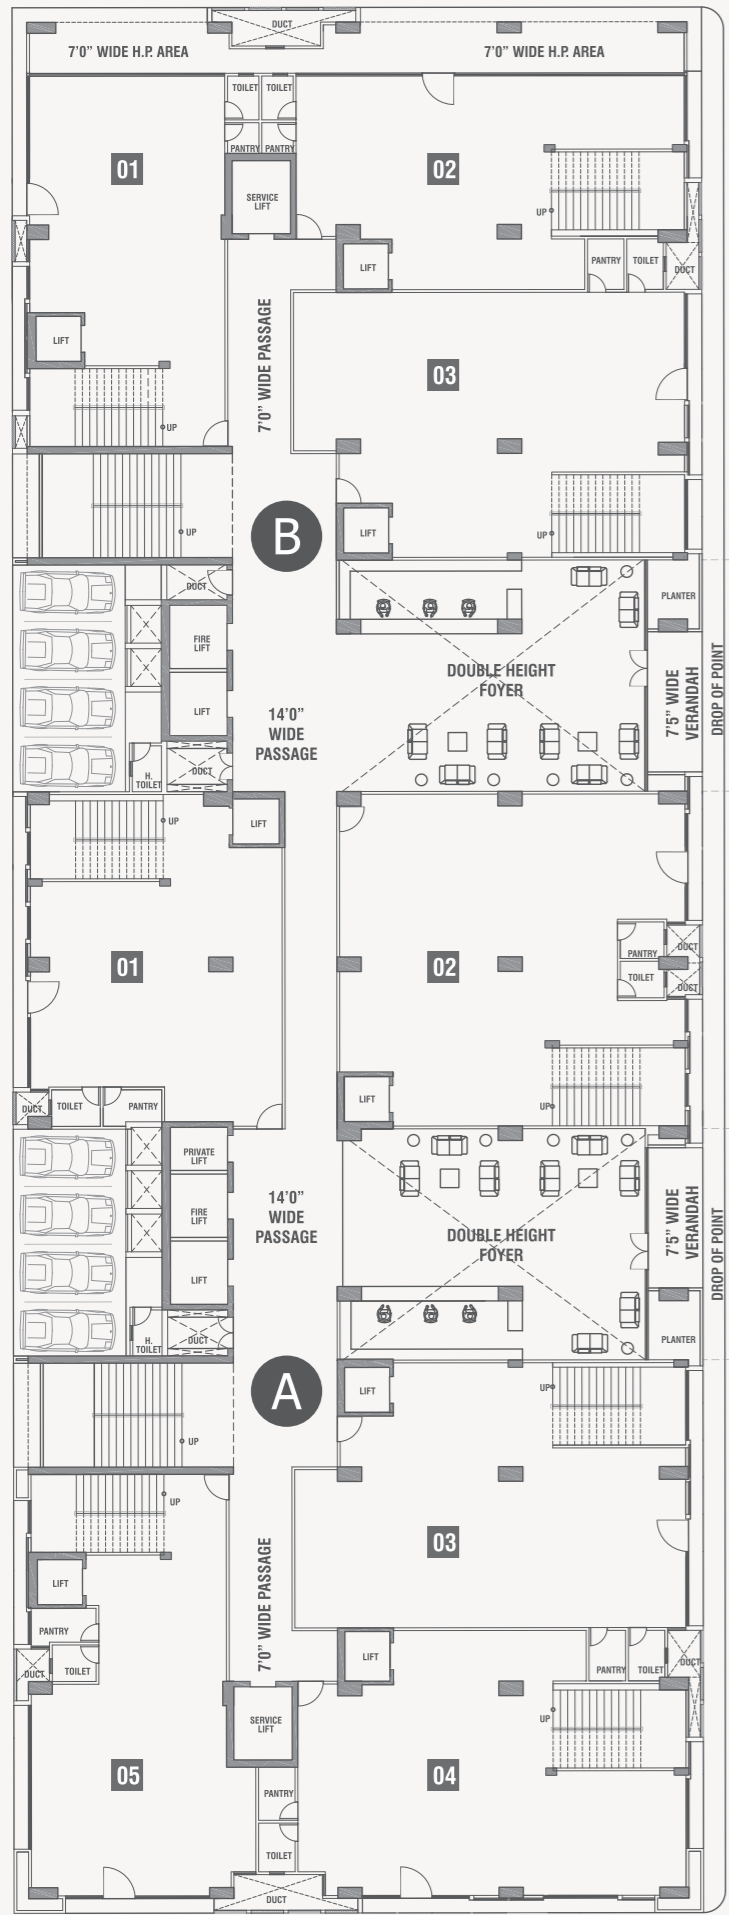 DUCT
7'0" WIDE H.P. AREA
7'0" WIDE H.P. AREA
TOILET
TOILET
PANTRY
PANTRY
01
02
SERVICE
LIFT
UP
LIFT
PANTRY
TOILET
DUCT
LIFT
7'0" WIDE PASSAGE
03
UP
UP
LIFT
UP
B
DUCT
PLANTER
FIRE
LIFT
DOUBLE HEIGHT
FOYER
7'5" WIDE
VERANDAH
DROP OF POINT
LIFT
14'0"
WIDE
PASSAGE
DUCT
H.
TOILET
UP
LIFT
01
02
PANTRY
DUCT
TOILET
DUCT
DUCT
TOILET
PANTRY
LIFT
UP
PRIVATE
LIFT
14'0"
WIDE
PASSAGE
FIRE
LIFT
DOUBLE HEIGHT
FOYER
7'5" WIDE
VERANDAH
DROP OF POINT
LIFT
H.
TOILET
DUCT
PLANTER
A
LIFT
UP
UP
UP
03
7'0" WIDE PASSAGE
LIFT
PANTRY
DUCT
TOILET
LIFT
PANTRY
TOILET
DUCT
SERVICE
LIFT
UP
05
04
PANTRY
TOILET
DUCT